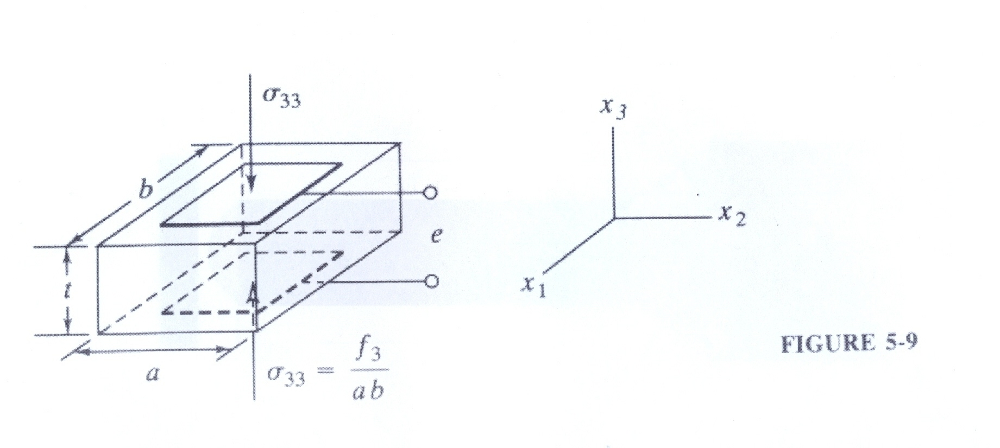 σ33
x3
b
x2
e
t
x1
σ33 = f3 / ab
a
FIGURE 5-9